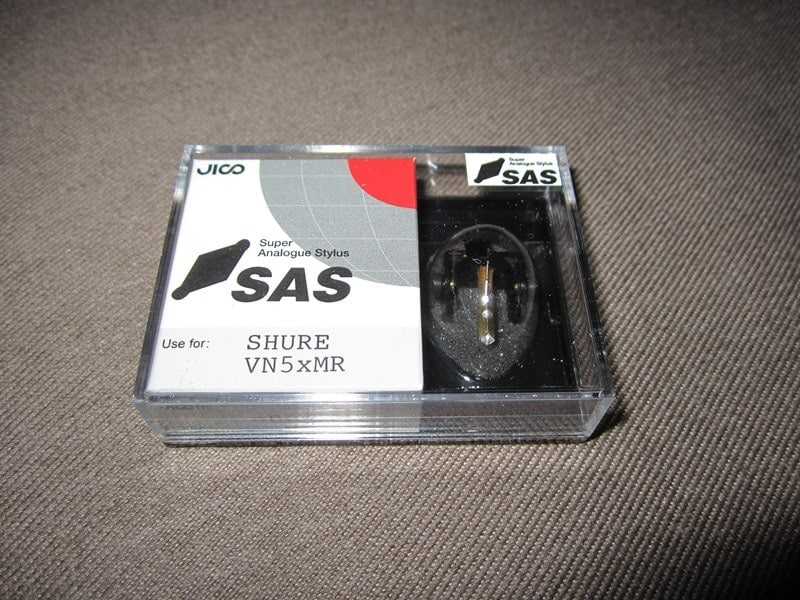 JICO
Super
Analogue Stylus
SAS
Use for:
SHURE
VN5xMR
Super
Analogue Stylus
SAS